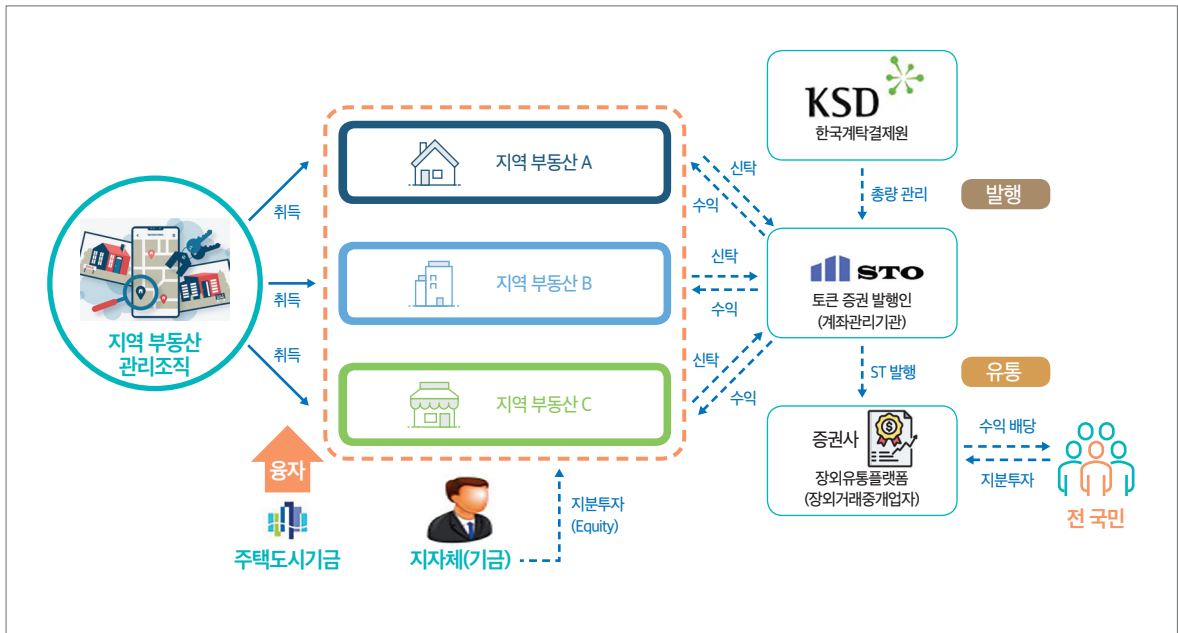 KSD
한국계탁결제원
총량 관리
발행
지역 부동산 A
신탁
수익
취득
지역 부동산 B
신탁
수익
취득
STO
토큰 증권 발행인
(계좌관리기관)
지역 부동산
관리조직
취득
지역 부동산 C
신탁
수익
ST 발행
유통
증권사
장외유통플랫폼
(장외거래중개업자)
수익 배당
지분투자
전 국민
융자
주택도시기금
지자체(기금)
지분투자
(Equity)